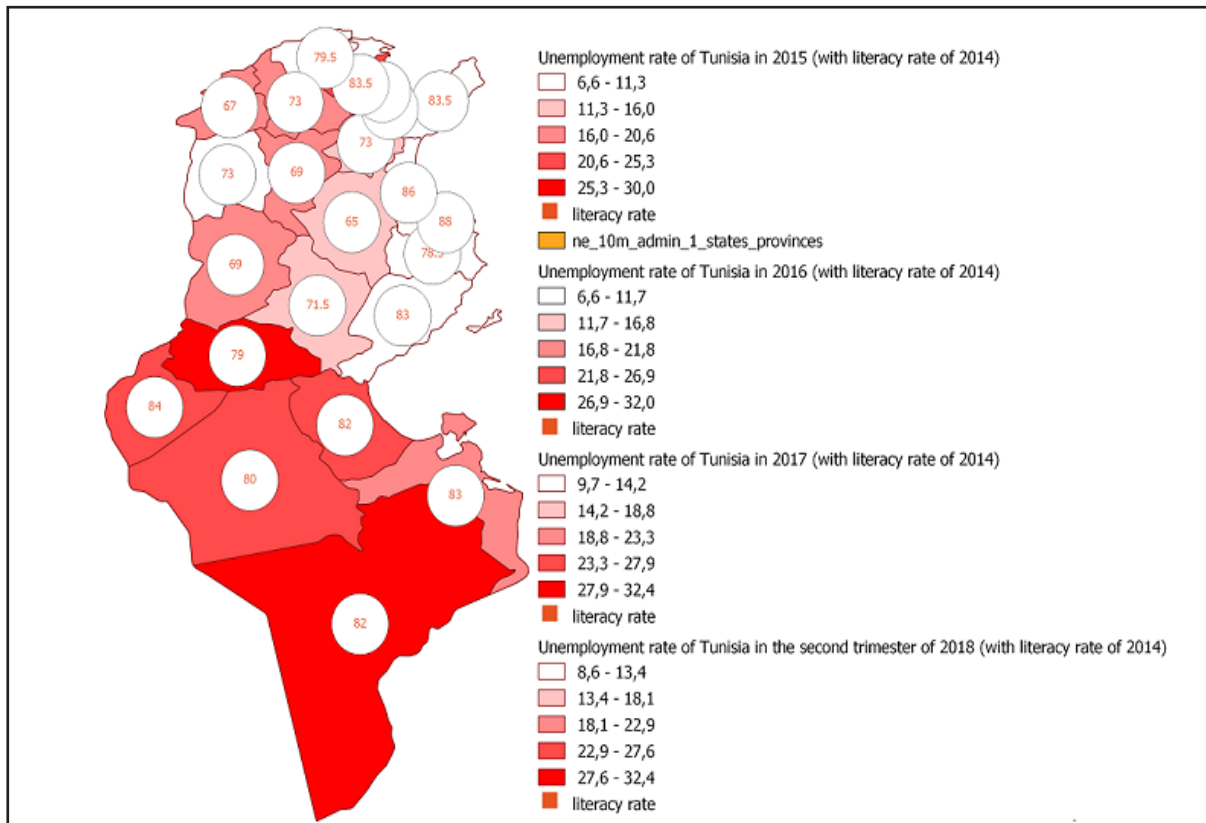 79.5
83.5
83.5
67
73
73
73
69
86
65
88
78.5
69
71.5
83
79
84
82
80
83
82
Unemployment rate of Tunisia in 2015 (with literacy rate of 2014)
6,6 - 11,3
11,3 - 16,0
16,0 - 20,6
20,6 - 25,3
25,3 - 30,0
literacy rate
ne_10m_admin_1_states_provinces
Unemployment rate of Tunisia in 2016 (with literacy rate of 2014)
6,6 - 11,7
11,7 - 16,8
16,8 - 21,8
21,8 - 26,9
26,9 - 32,0
literacy rate
Unemployment rate of Tunisia in 2017 (with literacy rate of 2014)
9,7 - 14,2
14,2 - 18,8
18,8 - 23,3
23,3 - 27,9
27,9 - 32,4
literacy rate
Unemployment rate of Tunisia in the second trimester of 2018 (with literacy rate of 2014)
8,6 - 13,4
13,4 - 18,1
18,1 - 22,9
22,9 - 27,6
27,6 - 32,4
literacy rate